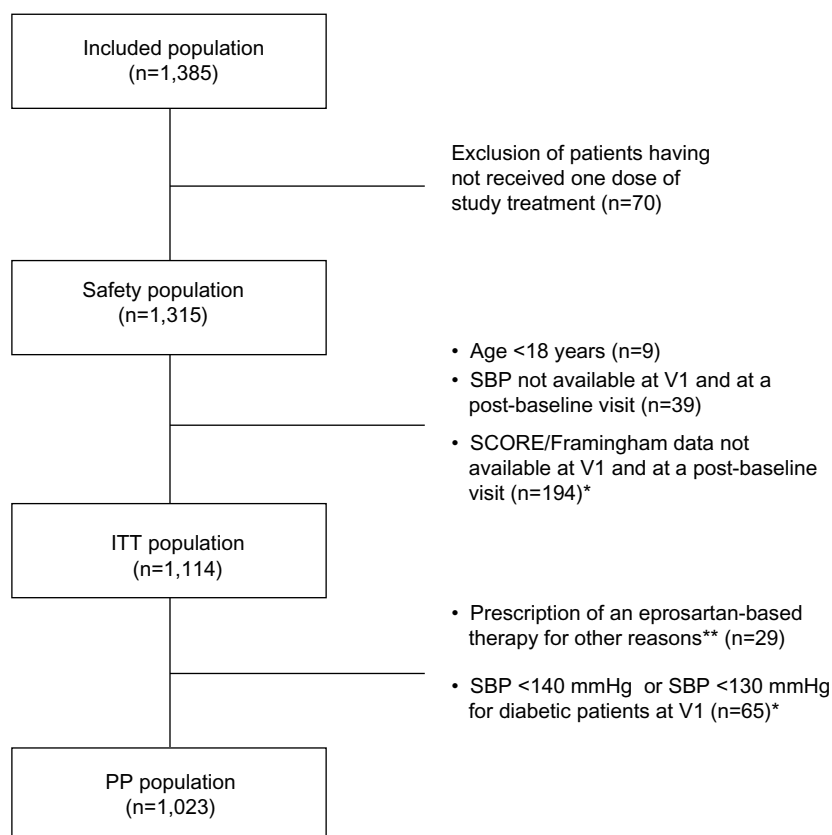 Included population
(n=1,385)
Exclusion of patients having
not received one dose of
study treatment (n=70)
Safety population
(n=1,315)
• Age <18 years (n=9)
• SBP not available at V1 and at a
post-baseline visit (n=39)
• SCORE/Framingham data not
available at V1 and at a post-baseline
visit (n=194)*
ITT population
(n=1,114)
• Prescription of an eprosartan-based
therapy for other reasons** (n=29)
• SBP <140 mmHg or SBP <130 mmHg
for diabetic patients at V1 (n=65)*
PP population
(n=1,023)